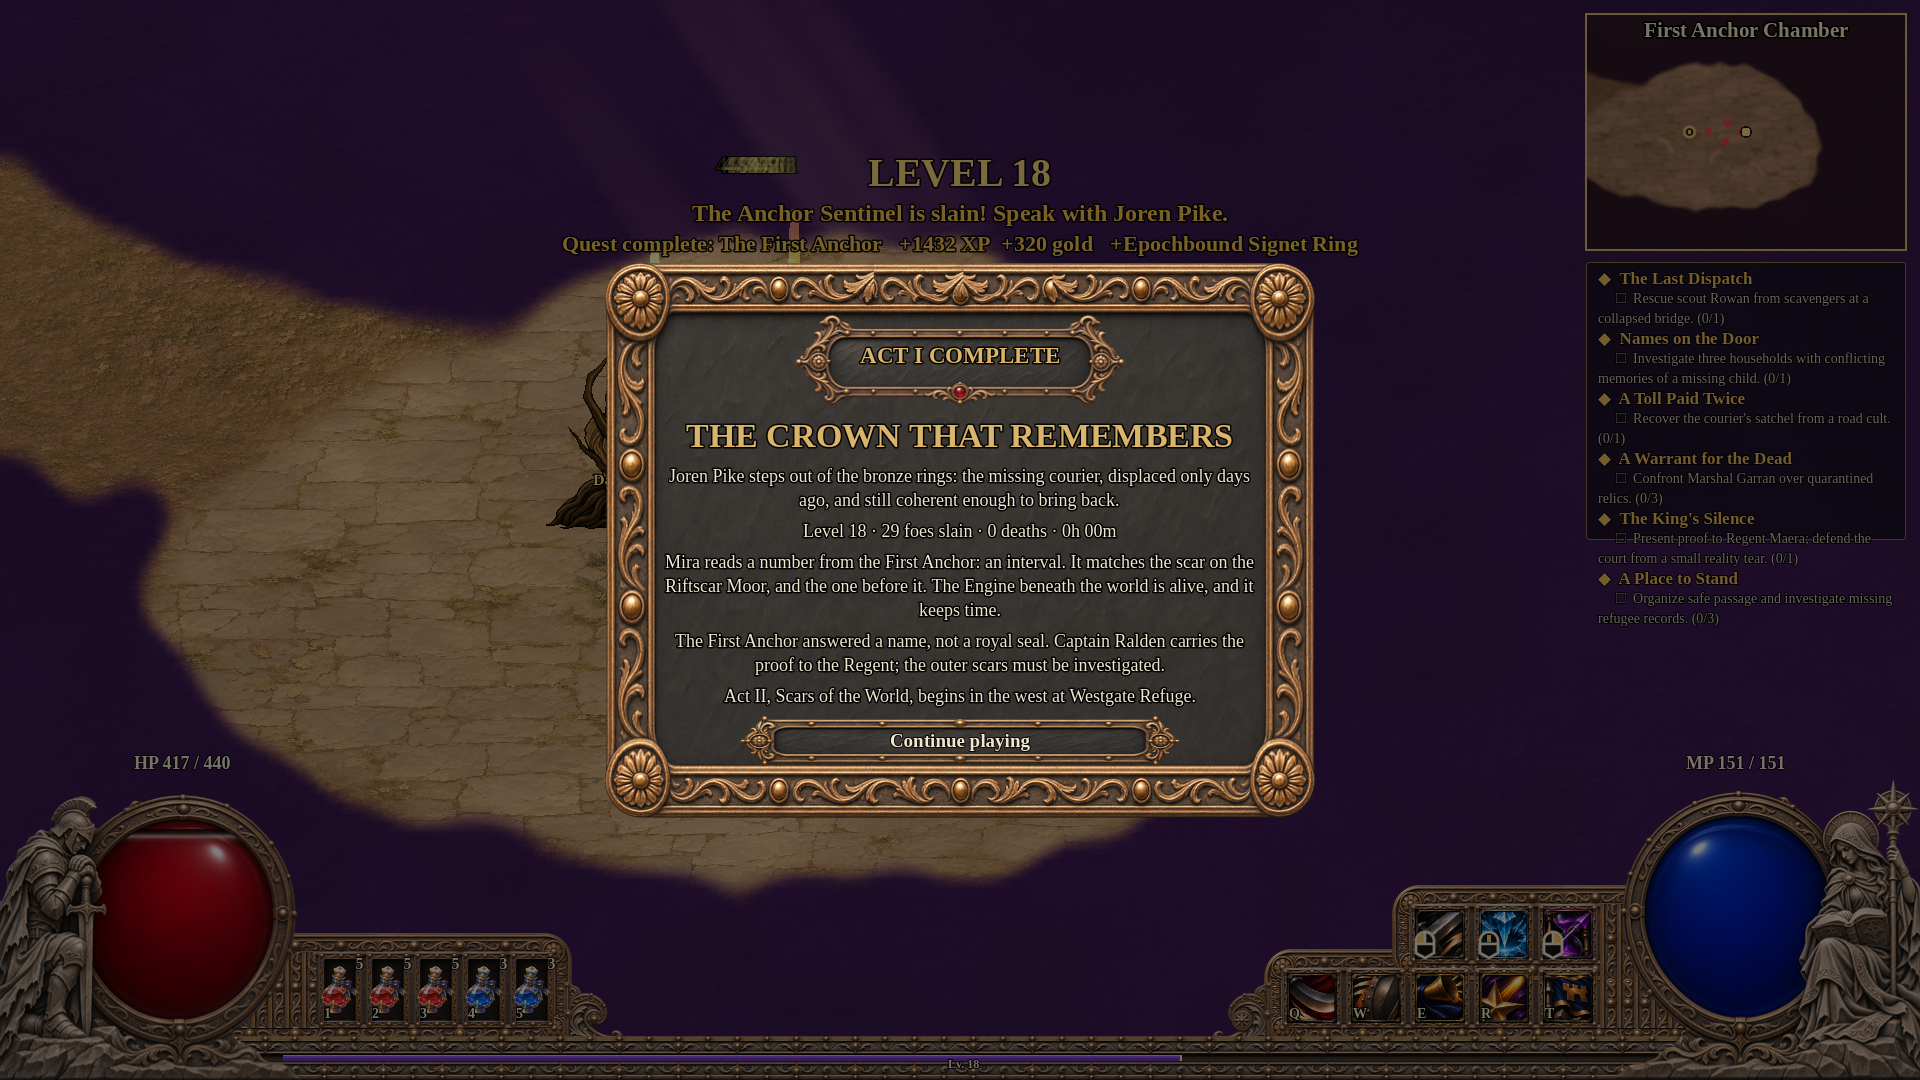 First Anchor Chamber
LEVEL 18
The Anchor Sentinel is slain! Speak with Joren Pike.
Quest complete: The First Anchor +1432 XP +320 gold +Epochbound Signet Ring
ACT I COMPLETE
THE CROWN THAT REMEMBERS
Joren Pike steps out of the bronze rings: the missing courier, displaced only days
ago, and still coherent enough to bring back.
Level 18 · 29 foes slain · 0 deaths · 0h 00m
Mira reads a number from the First Anchor: an interval. It matches the scar on the
Riftscar Moor, and the one before it. The Engine beneath the world is alive, and it
keeps time.
The First Anchor answered a name, not a royal seal. Captain Ralden carries the
proof to the Regent; the outer scars must be investigated.
Act II, Scars of the World, begins in the west at Westgate Refuge.
Continue playing
◆ The Last Dispatch
☐ Rescue scout Rowan from scavengers at a
collapsed bridge. (0/1)
◆ Names on the Door
☐ Investigate three households with conflicting
memories of a missing child. (0/1)
◆ A Toll Paid Twice
☐ Recover the courier's satchel from a road cult.
(0/1)
◆ A Warrant for the Dead
☐ Confront Marshal Garran over quarantined
relics. (0/3)
◆ The King's Silence
☐ Present proof to Regent Maera; defend the
court from a small reality tear. (0/1)
◆ A Place to Stand
☐ Organize safe passage and investigate missing
refugee records. (0/3)
HP 417 / 440
MP 151 / 151
5 5 5 3 3
1 2 3 4 5
Q W E R T
Lv. 18